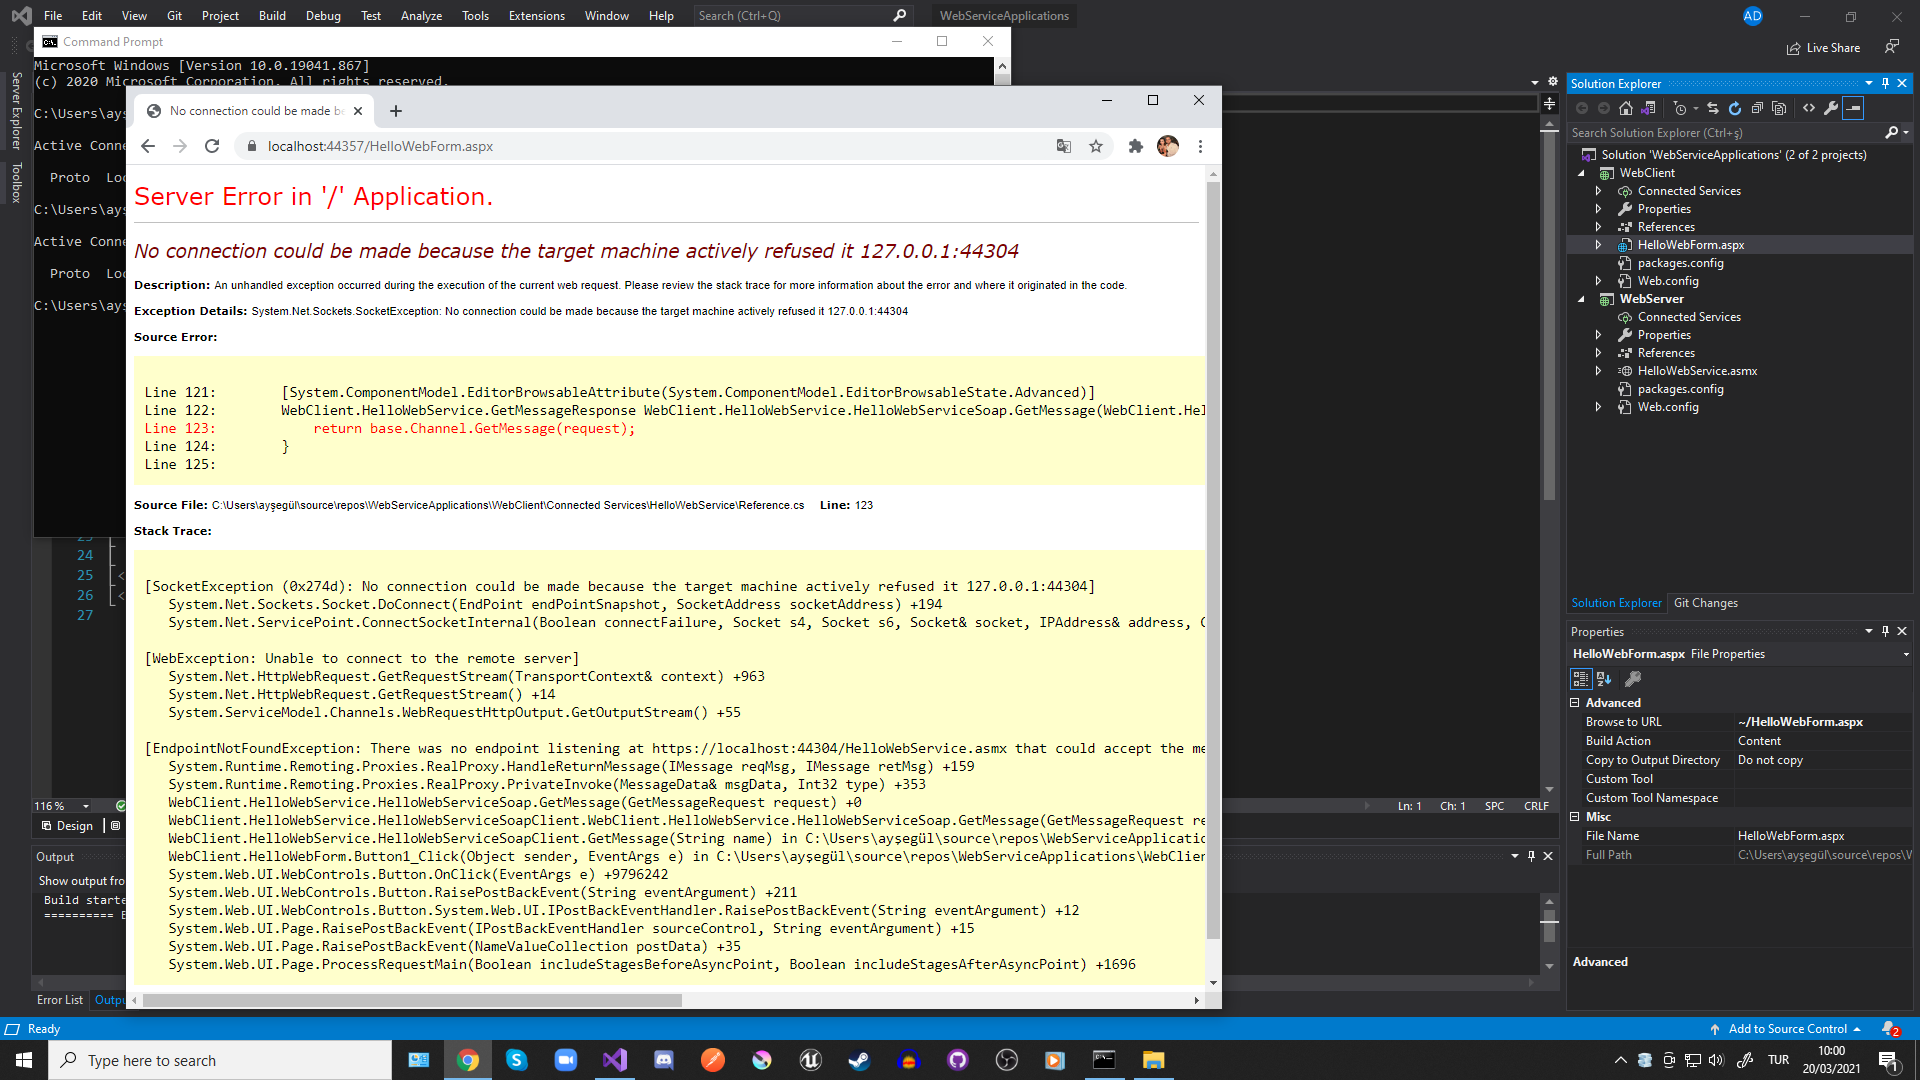 File Edit View Git Project Build Debug Test Analyze Tools Extensions Window Help Search (Ctrl+Q) WebServiceApplications AD
Live Share
Server Explorer
Toolbox
Command Prompt
Microsoft Windows [Version 10.0.19041.867]
(c) 2020 Microsoft Corporation. All rights reserved.
C:\Users\ayş
Active Conne
Proto Loc
C:\Users\ayş
Active Conne
Proto Loc
C:\Users\ayş
No connection could be made be
localhost:44357/HelloWebForm.aspx
Server Error in '/' Application.
No connection could be made because the target machine actively refused it 127.0.0.1:44304
Description: An unhandled exception occurred during the execution of the current web request. Please review the stack trace for more information about the error and where it originated in the code.
Exception Details: System.Net.Sockets.SocketException: No connection could be made because the target machine actively refused it 127.0.0.1:44304
Source Error:
Line 121: [System.ComponentModel.EditorBrowsableAttribute(System.ComponentModel.EditorBrowsableState.Advanced)]
Line 122: WebClient.HelloWebService.GetMessageResponse WebClient.HelloWebService.HelloWebServiceSoap.GetMessage(WebClient.Hel
Line 123: return base.Channel.GetMessage(request);
Line 124: }
Line 125:
Source File: C:\Users\ayşegül\source\repos\WebServiceApplications\WebClient\Connected Services\HelloWebService\Reference.cs Line: 123
Stack Trace:
[SocketException (0x274d): No connection could be made because the target machine actively refused it 127.0.0.1:44304]
System.Net.Sockets.Socket.DoConnect(EndPoint endPointSnapshot, SocketAddress socketAddress) +194
System.Net.ServicePoint.ConnectSocketInternal(Boolean connectFailure, Socket s4, Socket s6, Socket& socket, IPAddress& address, C
[WebException: Unable to connect to the remote server]
System.Net.HttpWebRequest.GetRequestStream(TransportContext& context) +963
System.Net.HttpWebRequest.GetRequestStream() +14
System.ServiceModel.Channels.WebRequestHttpOutput.GetOutputStream() +55
[EndpointNotFoundException: There was no endpoint listening at https://localhost:44304/HelloWebService.asmx that could accept the me
System.Runtime.Remoting.Proxies.RealProxy.HandleReturnMessage(IMessage reqMsg, IMessage retMsg) +159
System.Runtime.Remoting.Proxies.RealProxy.PrivateInvoke(MessageData& msgData, Int32 type) +353
WebClient.HelloWebService.HelloWebServiceSoap.GetMessage(GetMessageRequest request) +0
WebClient.HelloWebService.HelloWebServiceSoapClient.WebClient.HelloWebService.HelloWebServiceSoap.GetMessage(GetMessageRequest re
WebClient.HelloWebService.HelloWebServiceSoapClient.GetMessage(String name) in C:\Users\ayşegül\source\repos\WebServiceApplicatio
WebClient.HelloWebForm.Button1_Click(Object sender, EventArgs e) in C:\Users\ayşegül\source\repos\WebServiceApplications\WebClien
System.Web.UI.WebControls.Button.OnClick(EventArgs e) +9796242
System.Web.UI.WebControls.Button.RaisePostBackEvent(String eventArgument) +211
System.Web.UI.WebControls.Button.System.Web.UI.IPostBackEventHandler.RaisePostBackEvent(String eventArgument) +12
System.Web.UI.Page.RaisePostBackEvent(IPostBackEventHandler sourceControl, String eventArgument) +15
System.Web.UI.Page.RaisePostBackEvent(NameValueCollection postData) +35
System.Web.UI.Page.ProcessRequestMain(Boolean includeStagesBeforeAsyncPoint, Boolean includeStagesAfterAsyncPoint) +1696
23
24
25 <
26 <
27
116 %
Ln: 1 Ch: 1 SPC CRLF
Design
Output
Show output fro
Build starte
========== B
Error List Outpu
Solution Explorer
Search Solution Explorer (Ctrl+ş)
Solution 'WebServiceApplications' (2 of 2 projects)
WebClient
Connected Services
Properties
References
HelloWebForm.aspx
packages.config
Web.config
WebServer
Connected Services
Properties
References
HelloWebService.asmx
packages.config
Web.config
Solution Explorer Git Changes
Properties
HelloWebForm.aspx File Properties
Advanced
Browse to URL ~/HelloWebForm.aspx
Build Action Content
Copy to Output Directory Do not copy
Custom Tool
Custom Tool Namespace
Misc
File Name HelloWebForm.aspx
Full Path C:\Users\ayşegül\source\repos\W
Advanced
Ready
Add to Source Control 2
Type here to search
TUR
10:00
20/03/2021
1